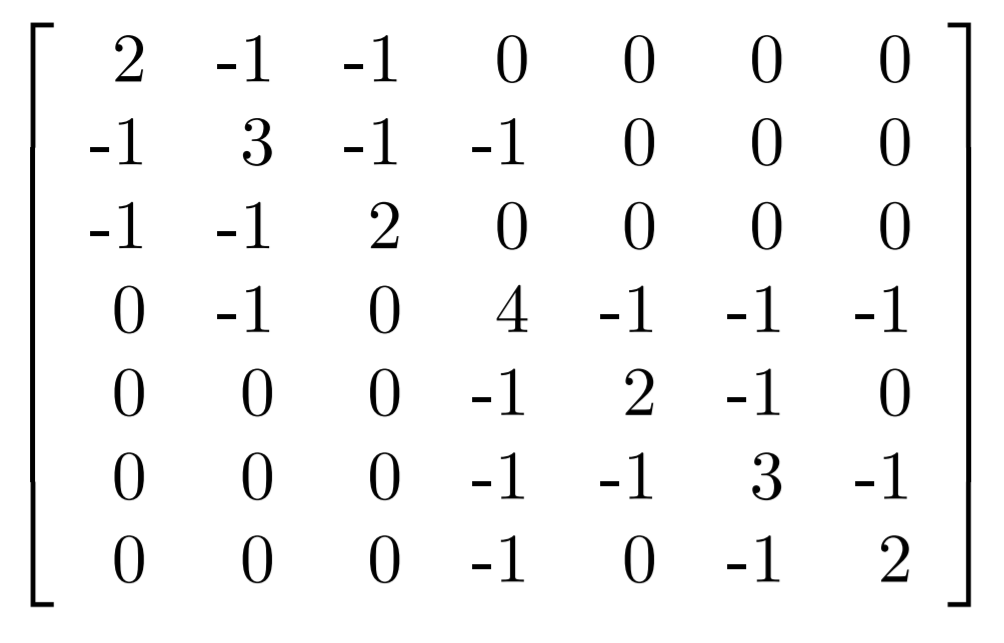 2 -1 -1 0 0 0 0
-1 3 -1 -1 0 0 0
-1 -1 2 0 0 0 0
0 -1 0 4 -1 -1 -1
0 0 0 -1 2 -1 0
0 0 0 -1 -1 3 -1
0 0 0 -1 0 -1 2